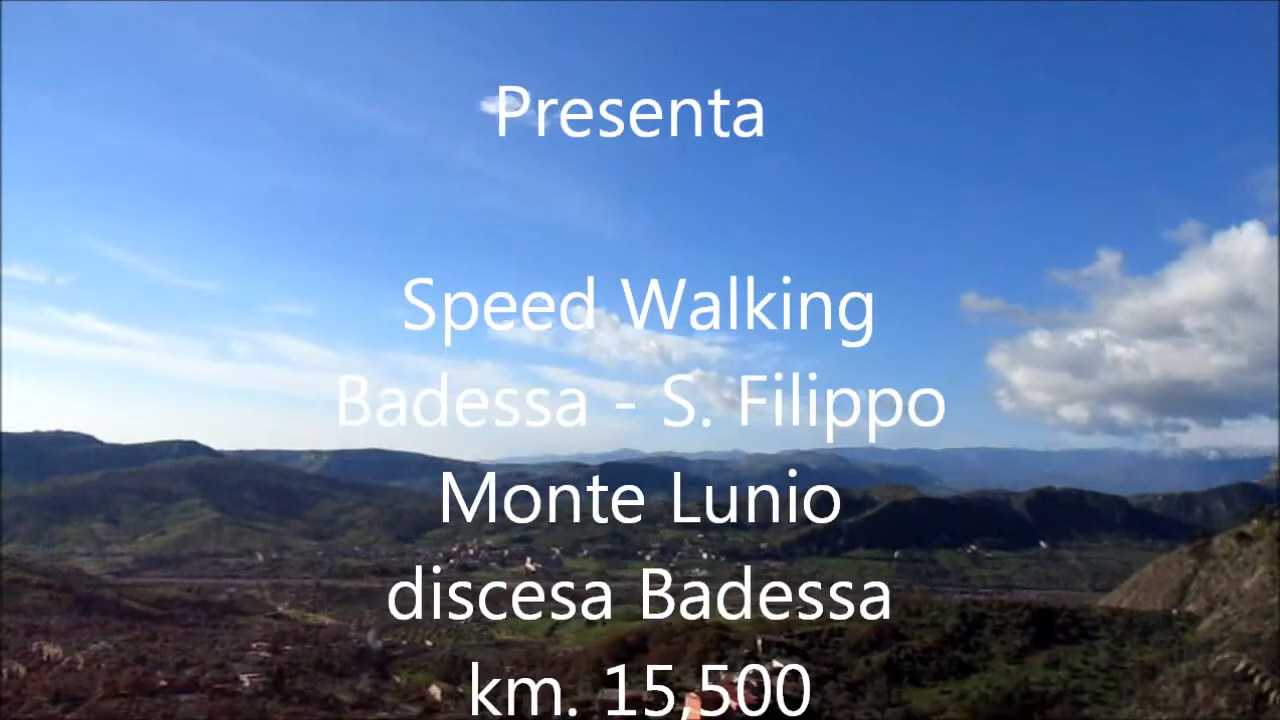 Presenta
Speed Walking
Badessa - S. Filippo
Monte Lunio
discesa Badessa
km. 15,500